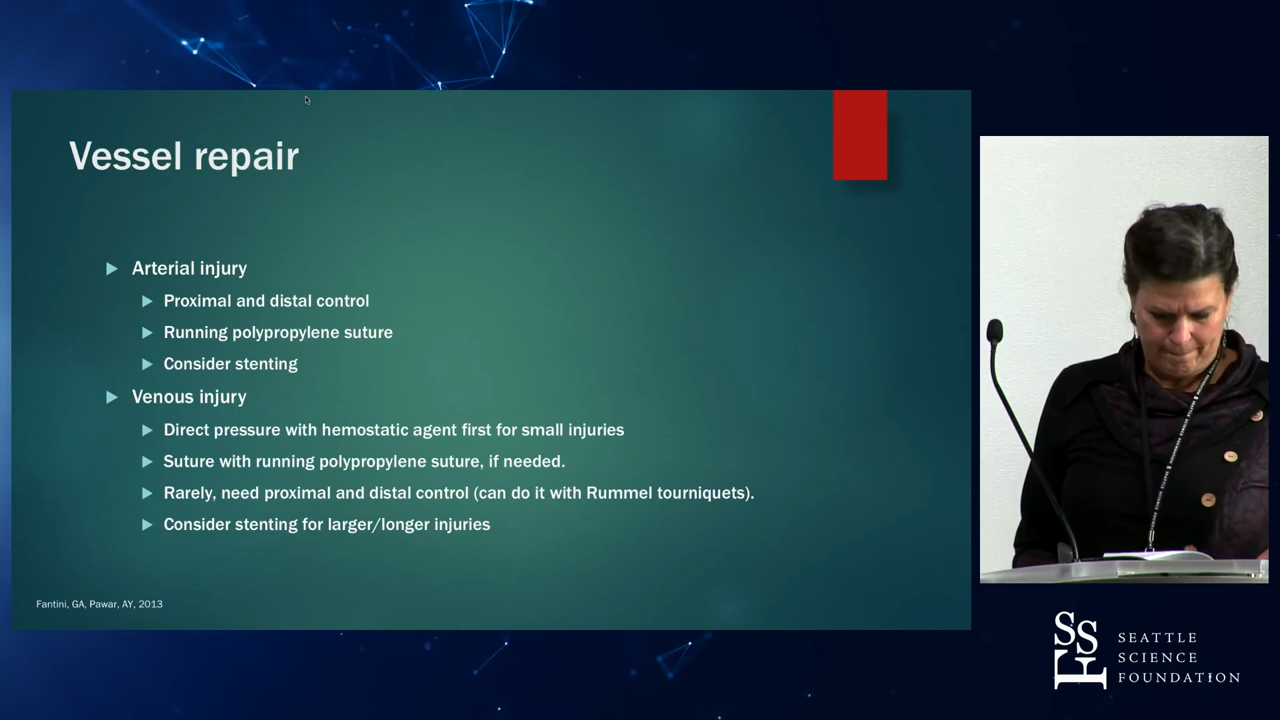 Vessel repair
Arterial injury
Proximal and distal control
Running polypropylene suture
Consider stenting
Venous injury
Direct pressure with hemostatic agent first for small injuries
Suture with running polypropylene suture, if needed.
Rarely, need proximal and distal control (can do it with Rummel tourniquets).
Consider stenting for larger/longer injuries
Fantini, GA, Pawar, AY, 2013
SSF
SEATTLE
SCIENCE
FOUNDATION